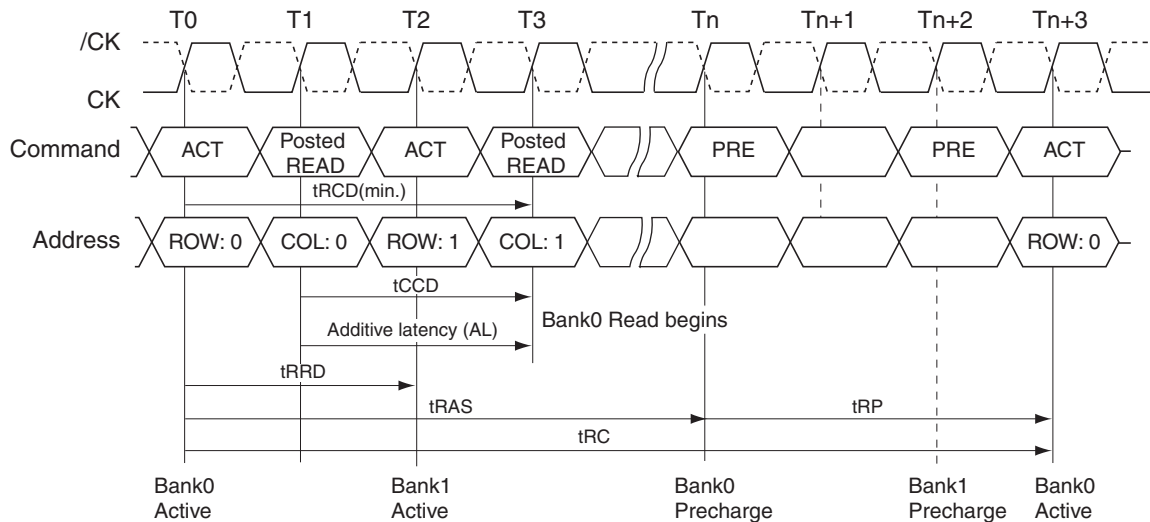 T0 T1 T2 T3 Tn Tn+1 Tn+2 Tn+3
/CK
CK
Command ACT Posted READ ACT Posted READ PRE PRE ACT
tRCD(min.)
Address ROW: 0 COL: 0 ROW: 1 COL: 1 ROW: 0
tCCD
Bank0 Read begins
Additive latency (AL)
tRRD
tRAS tRP
tRC
Bank0 Active Bank1 Active Bank0 Precharge Bank1 Precharge Bank0 Active